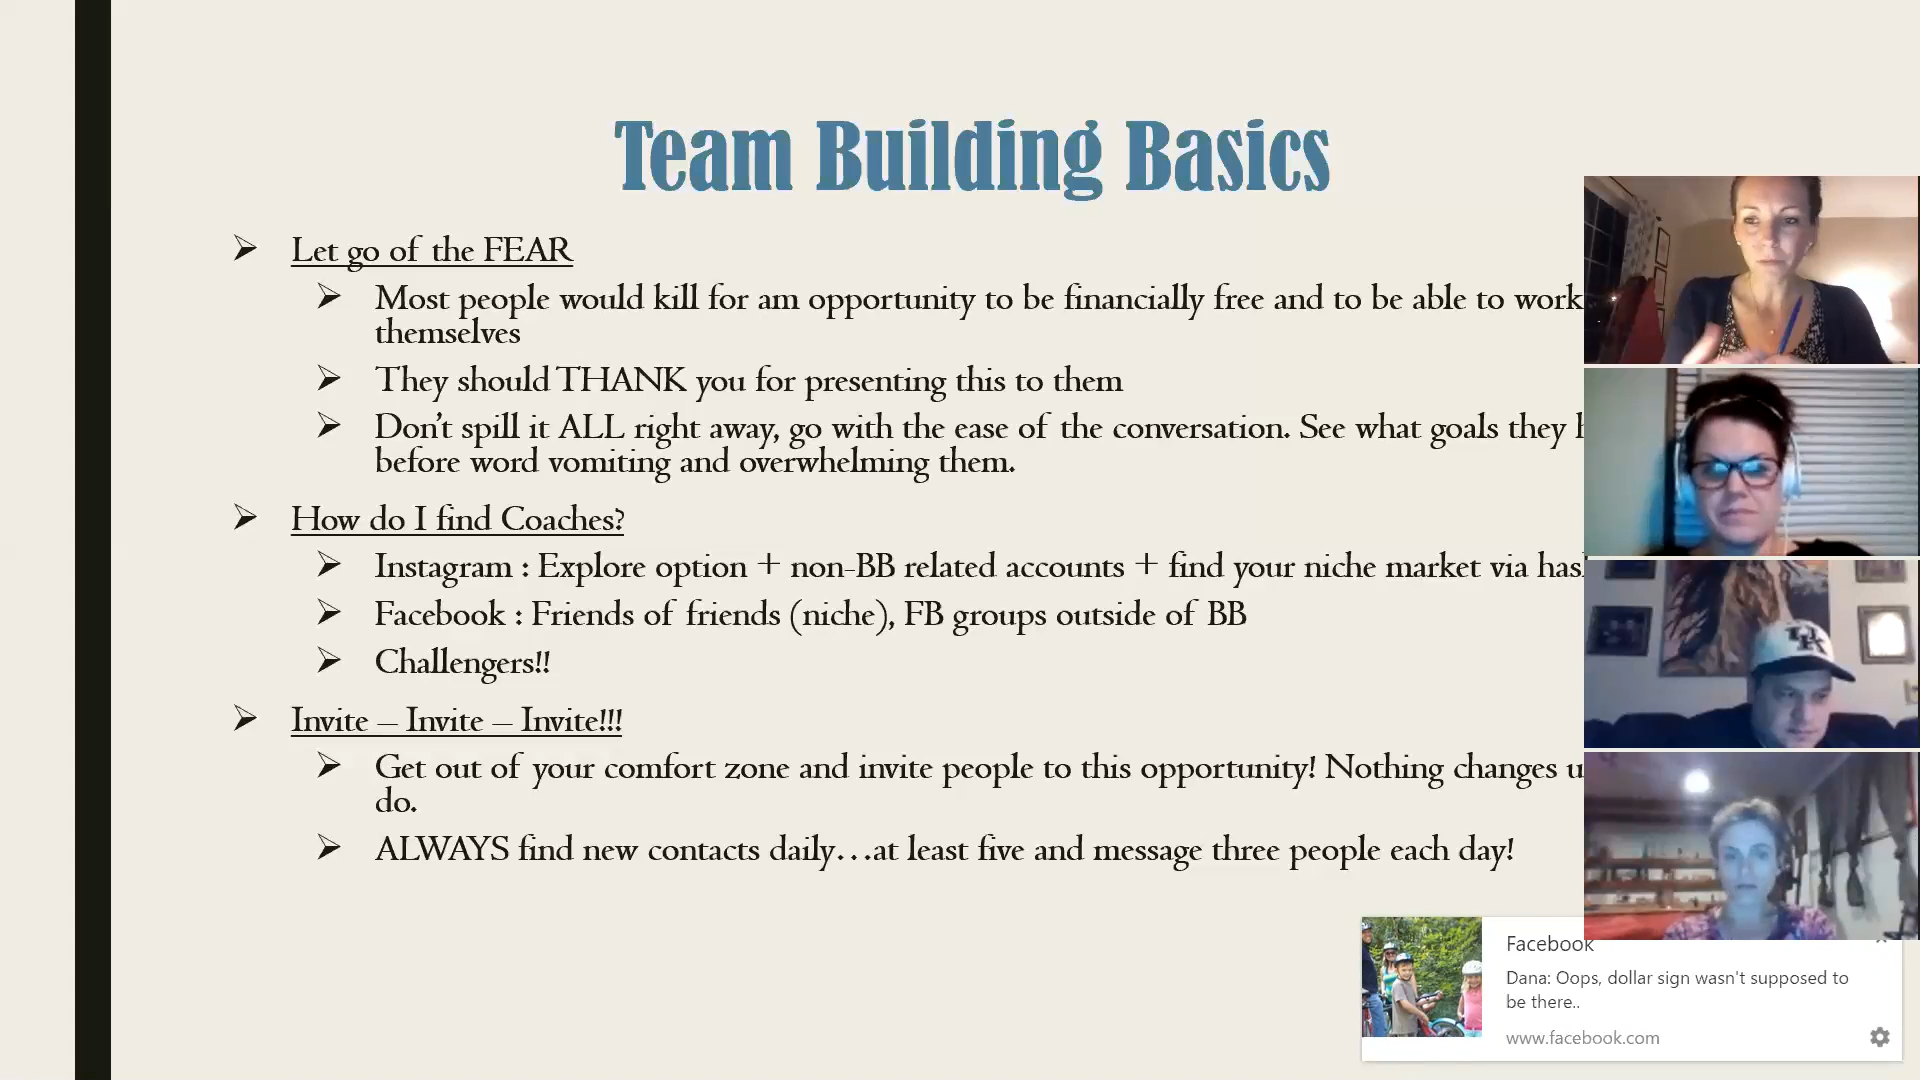 Team Building Basics
Let go of the FEAR
Most people would kill for am opportunity to be financially free and to be able to work
themselves
They should THANK you for presenting this to them
Don't spill it ALL right away, go with the ease of the conversation. See what goals they
before word vomiting and overwhelming them.
How do I find Coaches?
Instagram : Explore option + non-BB related accounts + find your niche market via
Facebook : Friends of friends (niche), FB groups outside of BB
Challengers!!
Invite – Invite – Invite!!!
Get out of your comfort zone and invite people to this opportunity! Nothing changes
do.
ALWAYS find new contacts daily...at least five and message three people each day!
UK
Facebook
Dana: Oops, dollar sign wasn't supposed to
be there..
www.facebook.com